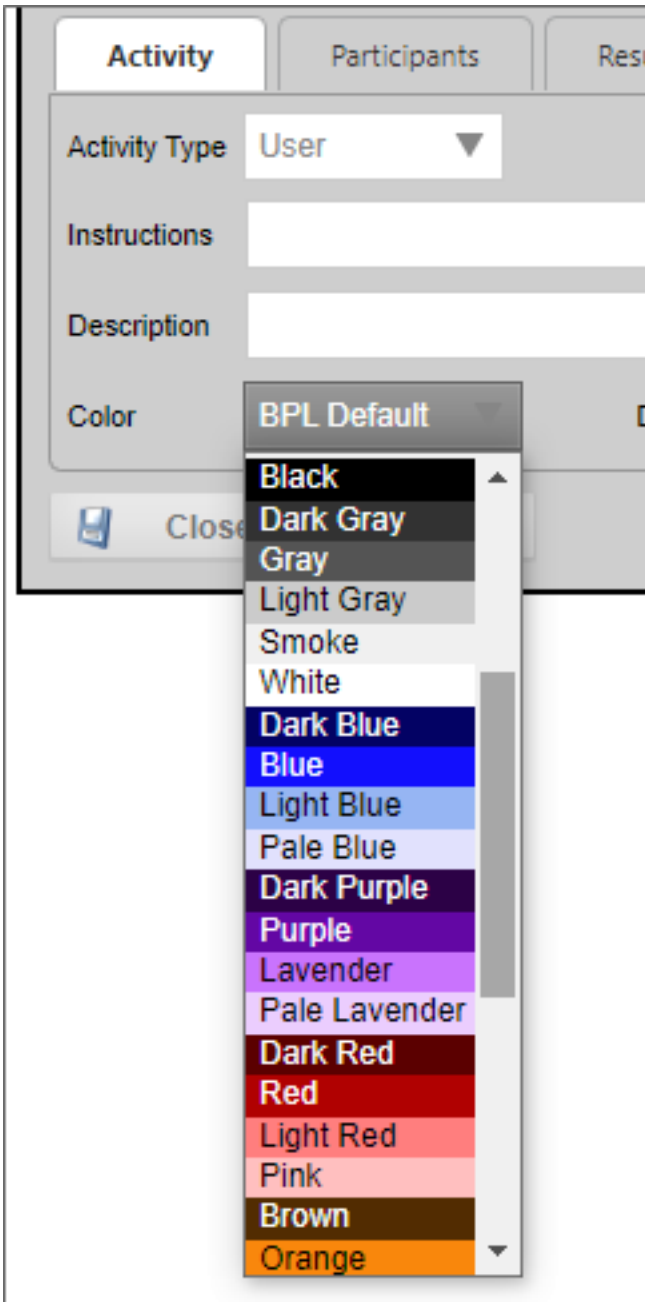 Activity Participants
Activity Type User
Instructions
Description
Color BPL Default
Close
Black
Dark Gray
Gray
Light Gray
Smoke
White
Dark Blue
Blue
Light Blue
Pale Blue
Dark Purple
Purple
Lavender
Pale Lavender
Dark Red
Red
Light Red
Pink
Brown
Orange